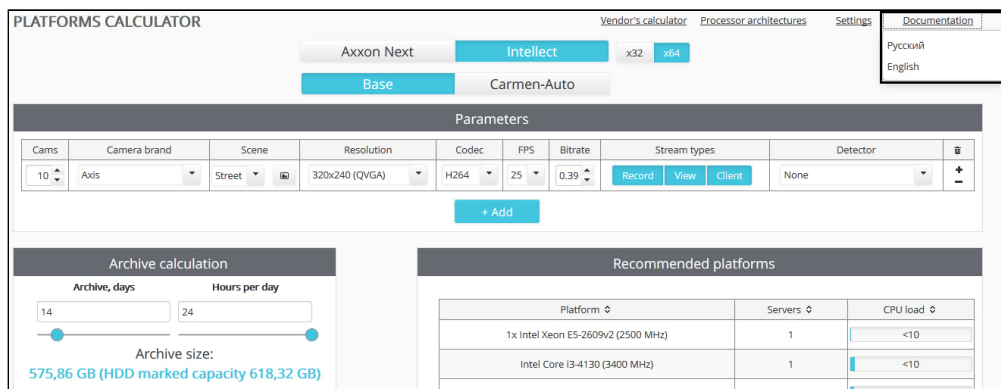 PLATFORMS CALCULATOR
Vendor's calculator Processor architectures Settings Documentation
Русский
English
Axxon Next Intellect x32 x64
Base Carmen-Auto
Parameters
Cams Camera brand Scene Resolution Codec FPS Bitrate Stream types Detector
10 Axis Street 320x240 (QVGA) H264 25 0.39 Record View Client None
+ Add
Archive calculation
Archive, days Hours per day
14 24
Archive size:
575,86 GB (HDD marked capacity 618,32 GB)
Recommended platforms
Platform Servers CPU load
1x Intel Xeon E5-2609v2 (2500 MHz) 1 <10
Intel Core i3-4130 (3400 MHz) 1 <10